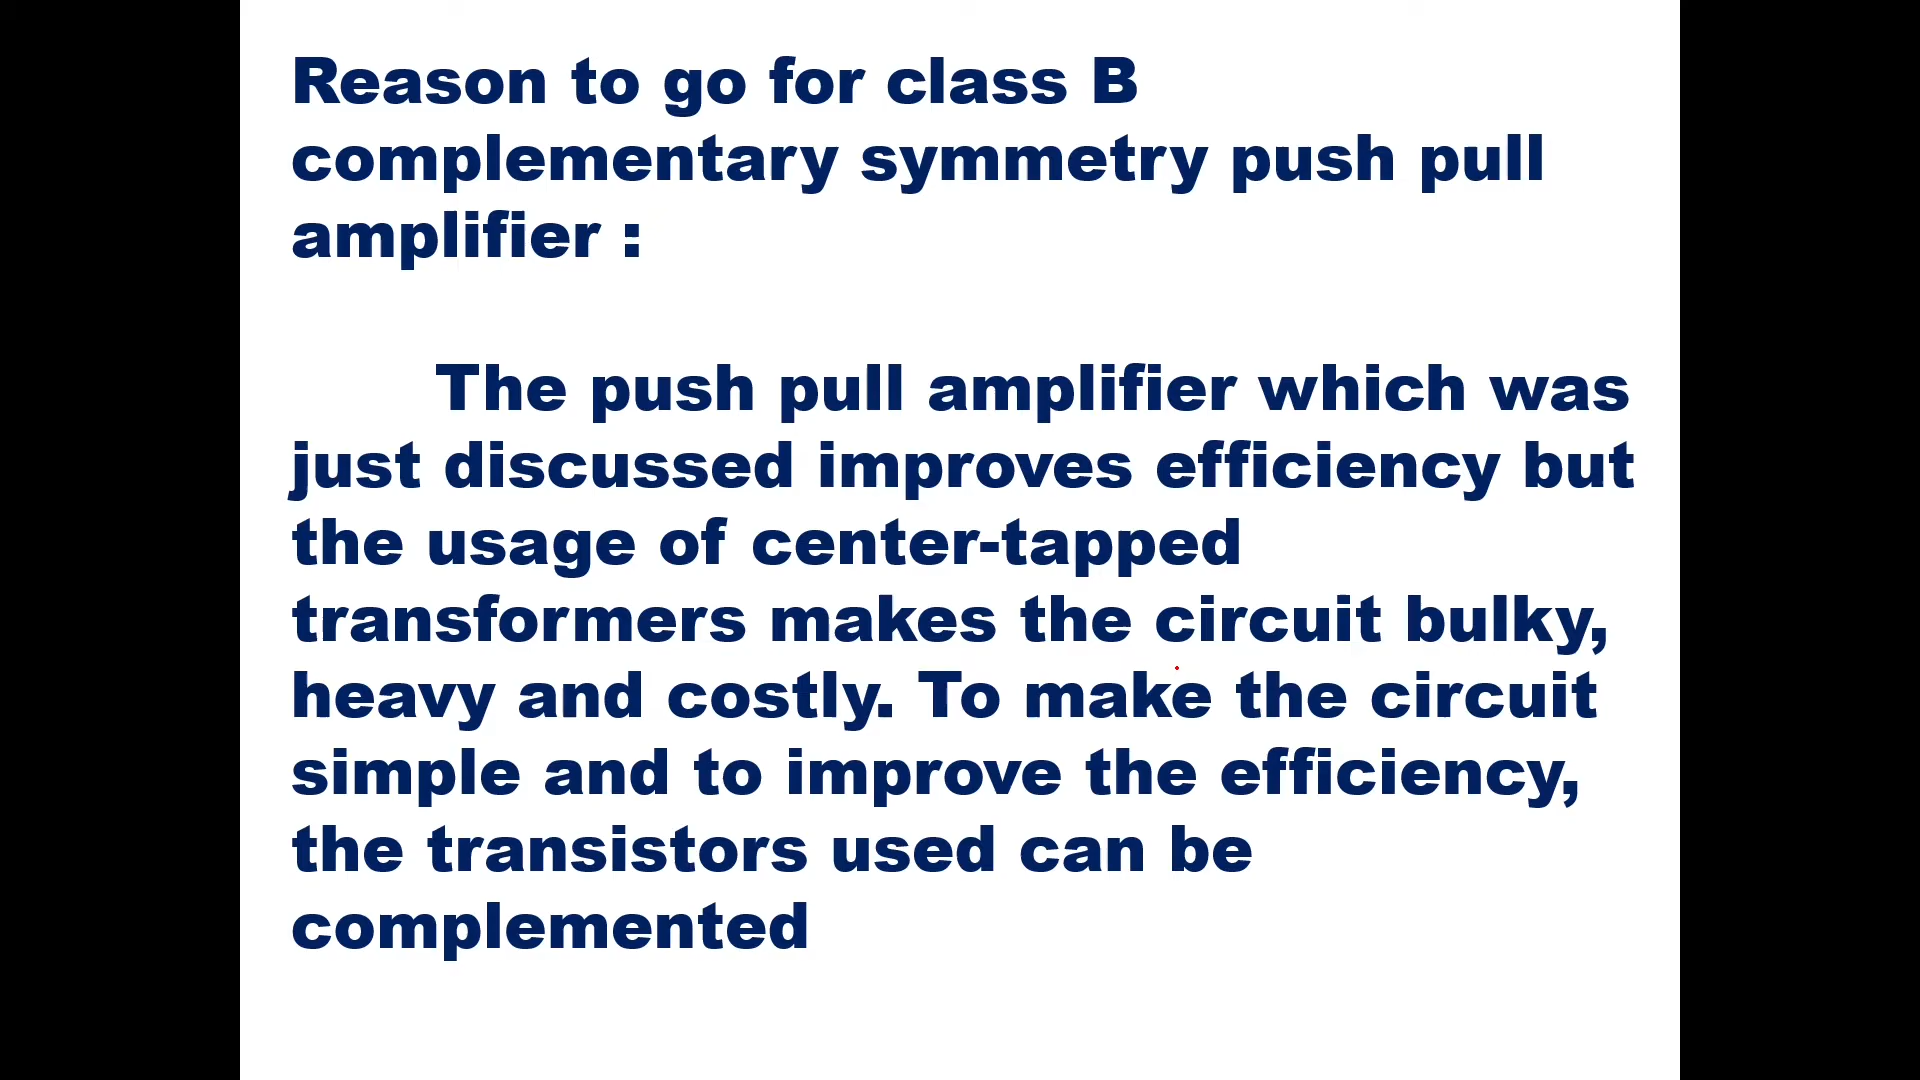 Reason to go for class B
complementary symmetry push pull
amplifier :
The push pull amplifier which was
just discussed improves efficiency but
the usage of center-tapped
transformers makes the circuit bulky,
heavy and costly. To make the circuit
simple and to improve the efficiency,
the transistors used can be
complemented